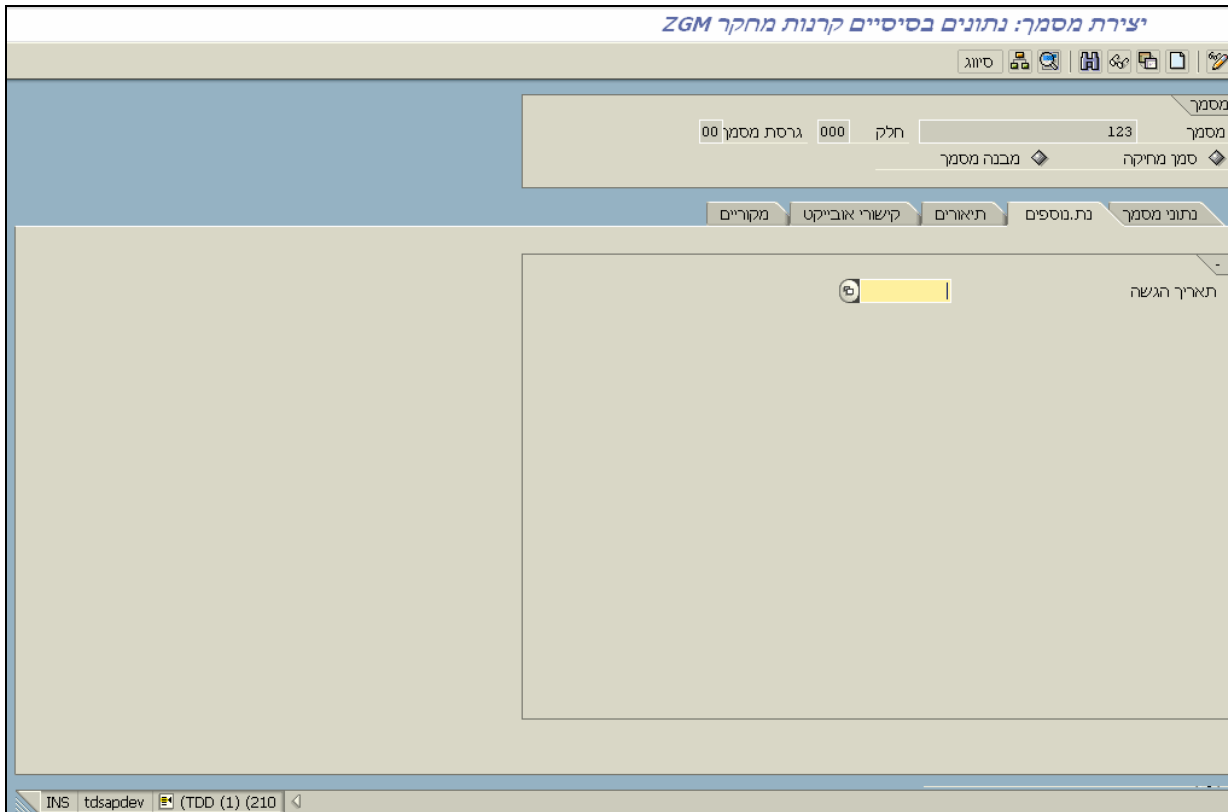 יצירת מסמך: נתונים בסיסיים קרנות מחקר ZGM
סיווג
מסמך
מסמך 123 חלק 000 גרסת מסמך 00
סמן מחיקה מבנה מסמך
נתוני מסמך נת.נוספים תיאורים קישורי אובייקט מקוריים
-
תאריך הגשה
INS tdsapdev (TDD (1) (210